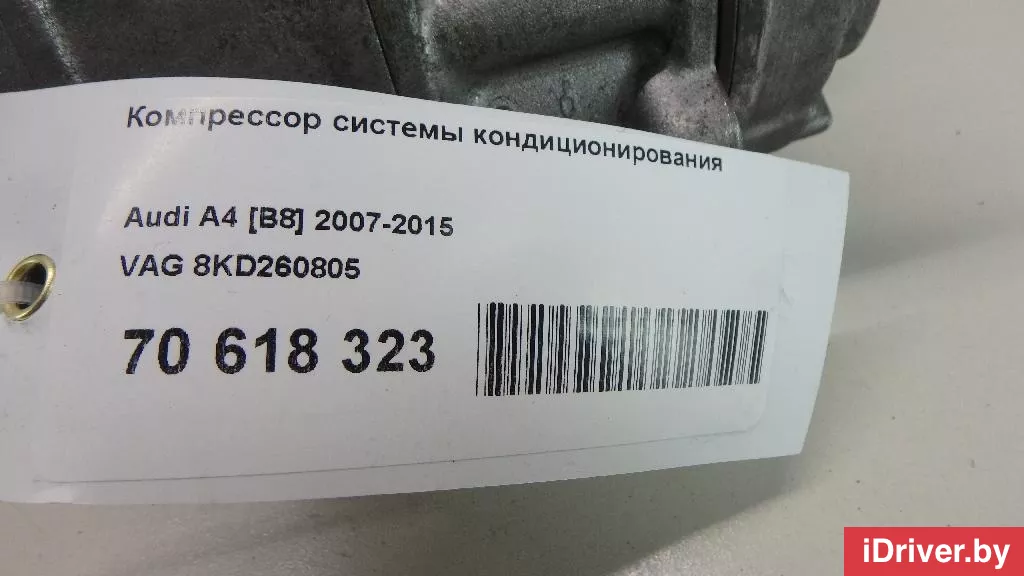 Компрессор системы кондиционирования
Audi A4 [B8] 2007-2015
VAG 8KD260805
70 618 323
iDriver.by